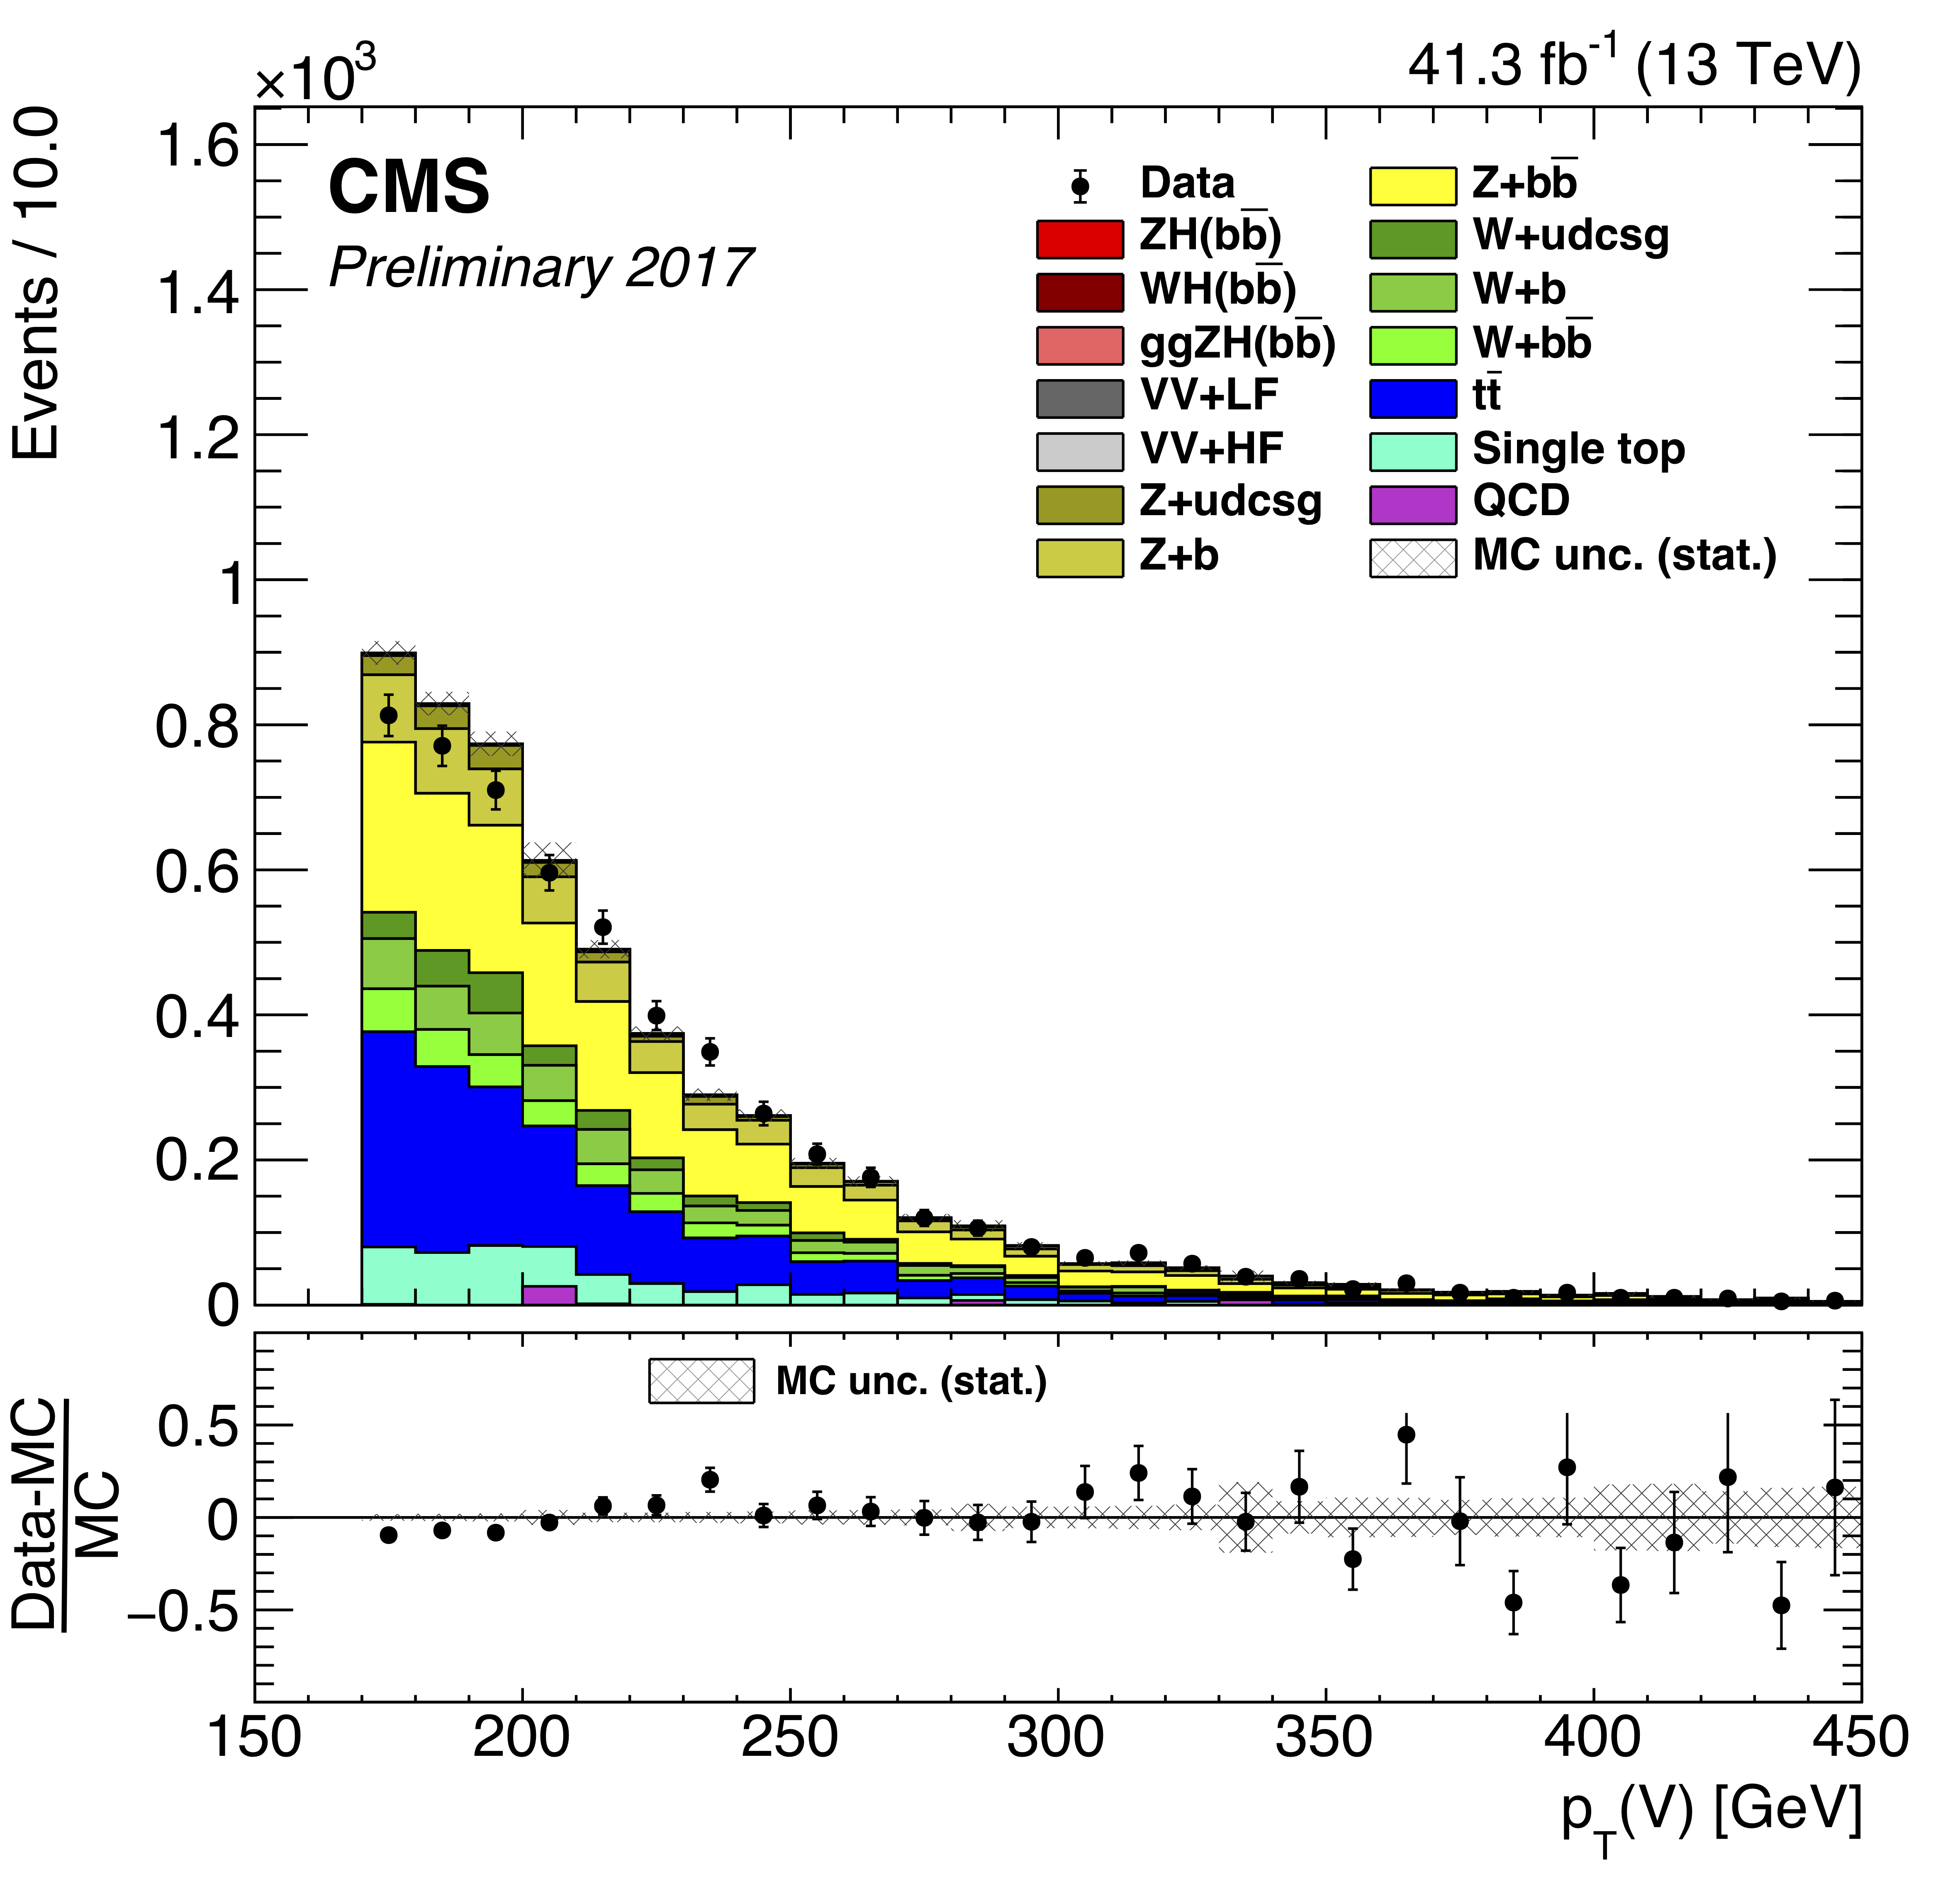 ×10³
41.3 fb⁻¹ (13 TeV)
Events / 10.0
CMS
Preliminary 2017
Data
ZH(bb̅)
WH(bb̅)
ggZH(bb̅)
VV+LF
VV+HF
Z+udcsg
Z+b
Z+bb̅
W+udcsg
W+b
W+bb̅
tt̅
Single top
QCD
MC unc. (stat.)
1.6
1.4
1.2
1
0.8
0.6
0.4
0.2
0
MC unc. (stat.)
Data-MC
MC
0.5
0
−0.5
150 200 250 300 350 400 450
p_T(V) [GeV]